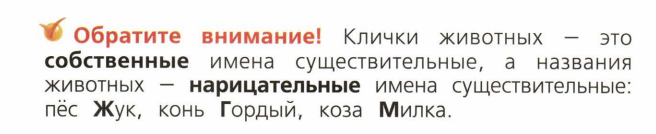 Обратите внимание! Клички животных – это
собственные имена существительные, а названия
животных – нарицательные имена существительные:
пёс Жук, конь Гордый, коза Милка.